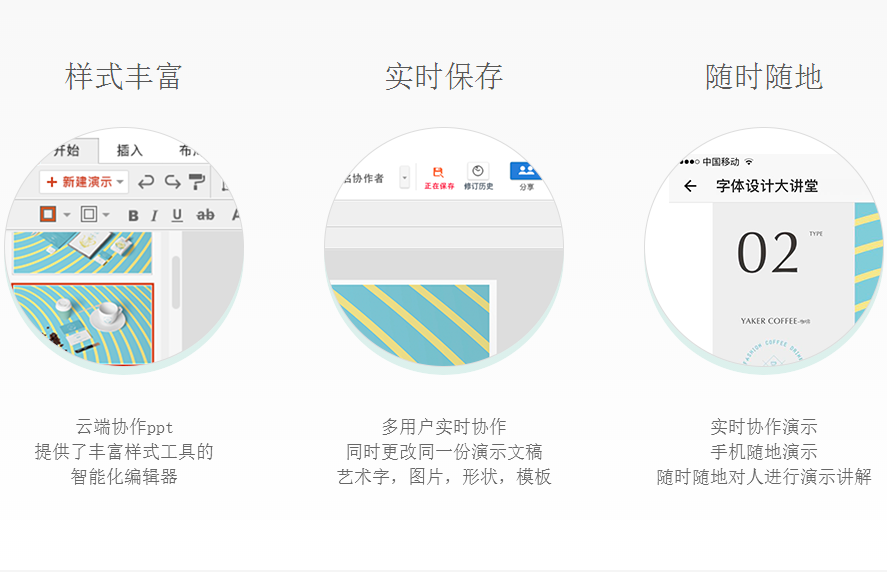 样式丰富
实时保存
随时随地
开始 插入
新建演示
B I U ab A
协作者
正在保存
修订历史
分享
中国移动
字体设计大讲堂
02
TYPE
YAKER COFFEE
FASHION COFFEE DRINK
云端协作ppt
提供了丰富样式工具的
智能化编辑器
多用户实时协作
同时更改同一份演示文稿
艺术字，图片，形状，模板
实时协作演示
手机随地演示
随时随地对人进行演示讲解